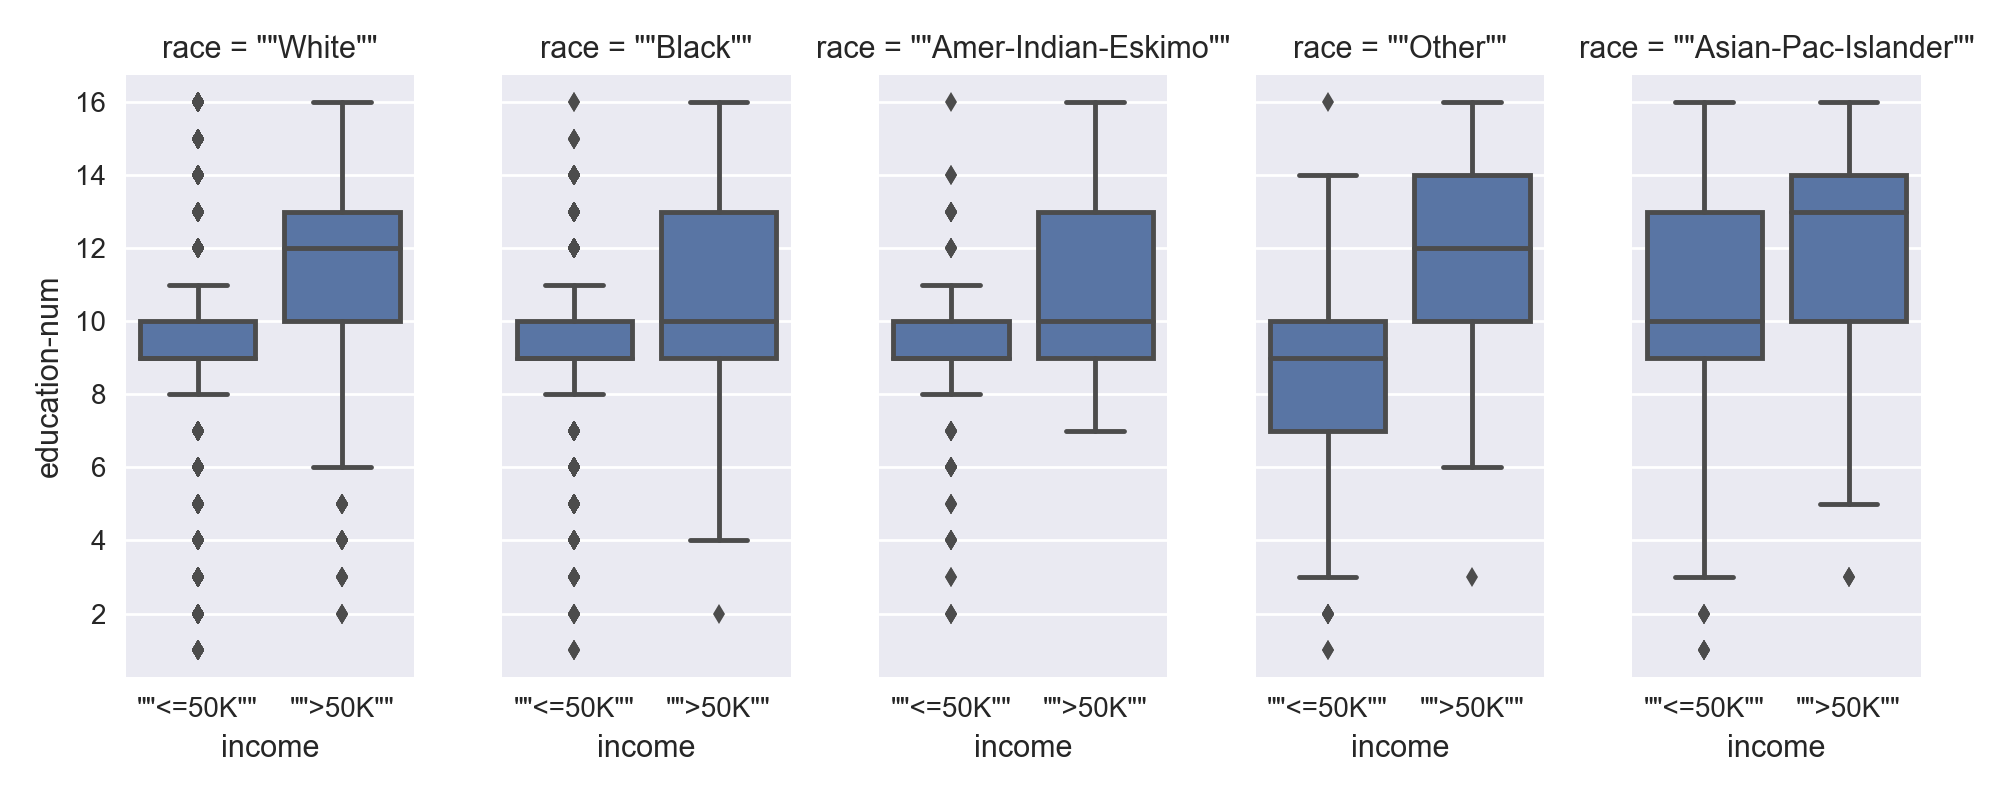 race = ""White""
race = ""Black""
race = ""Amer-Indian-Eskimo""
race = ""Other""
race = ""Asian-Pac-Islander""
education-num
16
14
12
10
8
6
4
2
""<=50K"" "">50K""
""<=50K"" "">50K""
""<=50K"" "">50K""
""<=50K"" "">50K""
""<=50K"" "">50K""
income
income
income
income
income